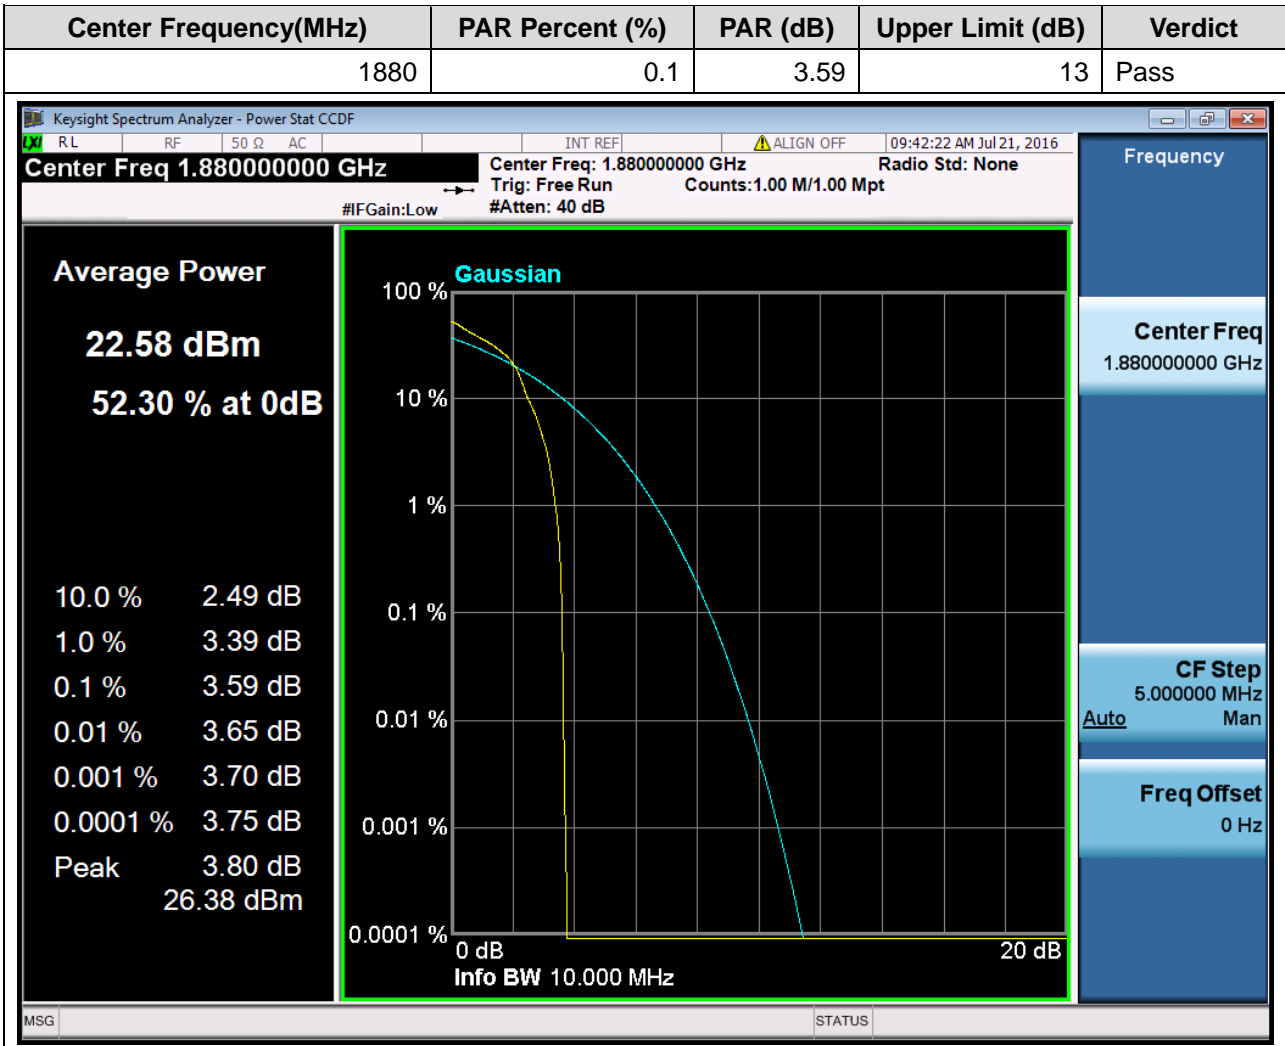 Center Frequency(MHz) PAR Percent (%) PAR (dB) Upper Limit (dB) Verdict
1880 0.1 3.59 13 Pass
Keysight Spectrum Analyzer - Power Stat CCDF
LXI RL RF 50 Ω AC INT REF ALIGN OFF 09:42:22 AM Jul 21, 2016
Center Freq 1.880000000 GHz
Center Freq: 1.880000000 GHz Radio Std: None
Trig: Free Run Counts:1.00 M/1.00 Mpt
#IFGain:Low #Atten: 40 dB
Frequency
Average Power
22.58 dBm
52.30 % at 0dB
10.0 % 2.49 dB
1.0 % 3.39 dB
0.1 % 3.59 dB
0.01 % 3.65 dB
0.001 % 3.70 dB
0.0001 % 3.75 dB
Peak 3.80 dB
26.38 dBm
Gaussian
100 %
10 %
1 %
0.1 %
0.01 %
0.001 %
0.0001 %
0 dB 20 dB
Info BW 10.000 MHz
Center Freq
1.880000000 GHz
CF Step
5.000000 MHz
Auto Man
Freq Offset
0 Hz
MSG STATUS